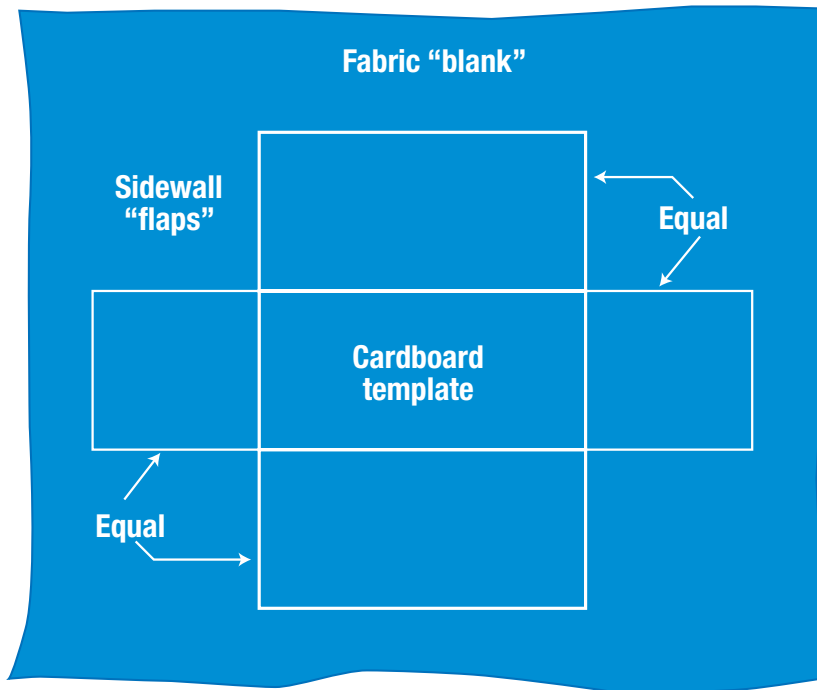 Fabric “blank”
Sidewall
“flaps”
Equal
Cardboard
template
Equal